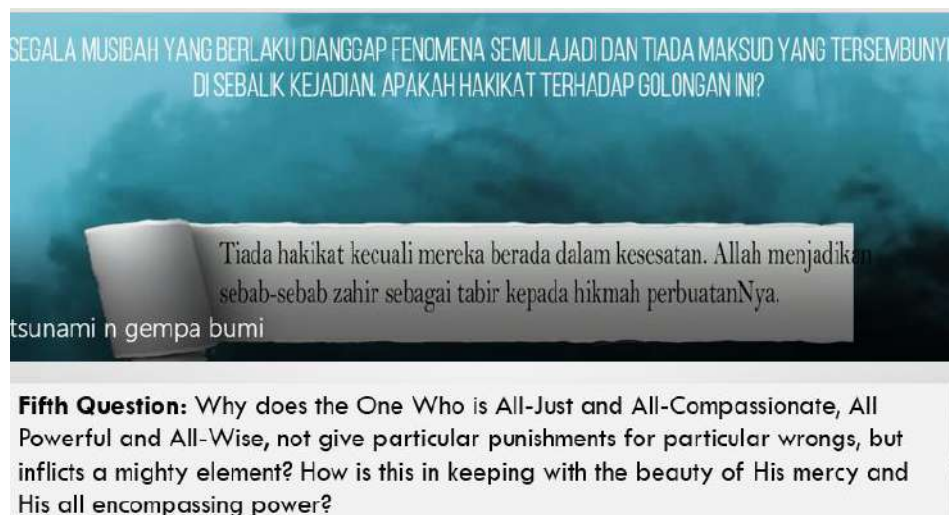 SEGALA MUSIBAH YANG BERLAKU DIANGGAP FENOMENA SEMULAJADI DAN TIADA MAKSUD YANG TERSEMBUNYI
DI SEBALIK KEJADIAN. APAKAH HAKIKAT TERHADAP GOLONGAN INI?
Tiada hakikat kecuali mereka berada dalam kesesatan. Allah menjadikan
sebab-sebab zahir sebagai tabir kepada hikmah perbuatanNya.
tsunami n gempa bumi
Fifth Question: Why does the One Who is All-Just and All-Compassionate, All
Powerful and All-Wise, not give particular punishments for particular wrongs, but
inflicts a mighty element? How is this in keeping with the beauty of His mercy and
His all encompassing power?